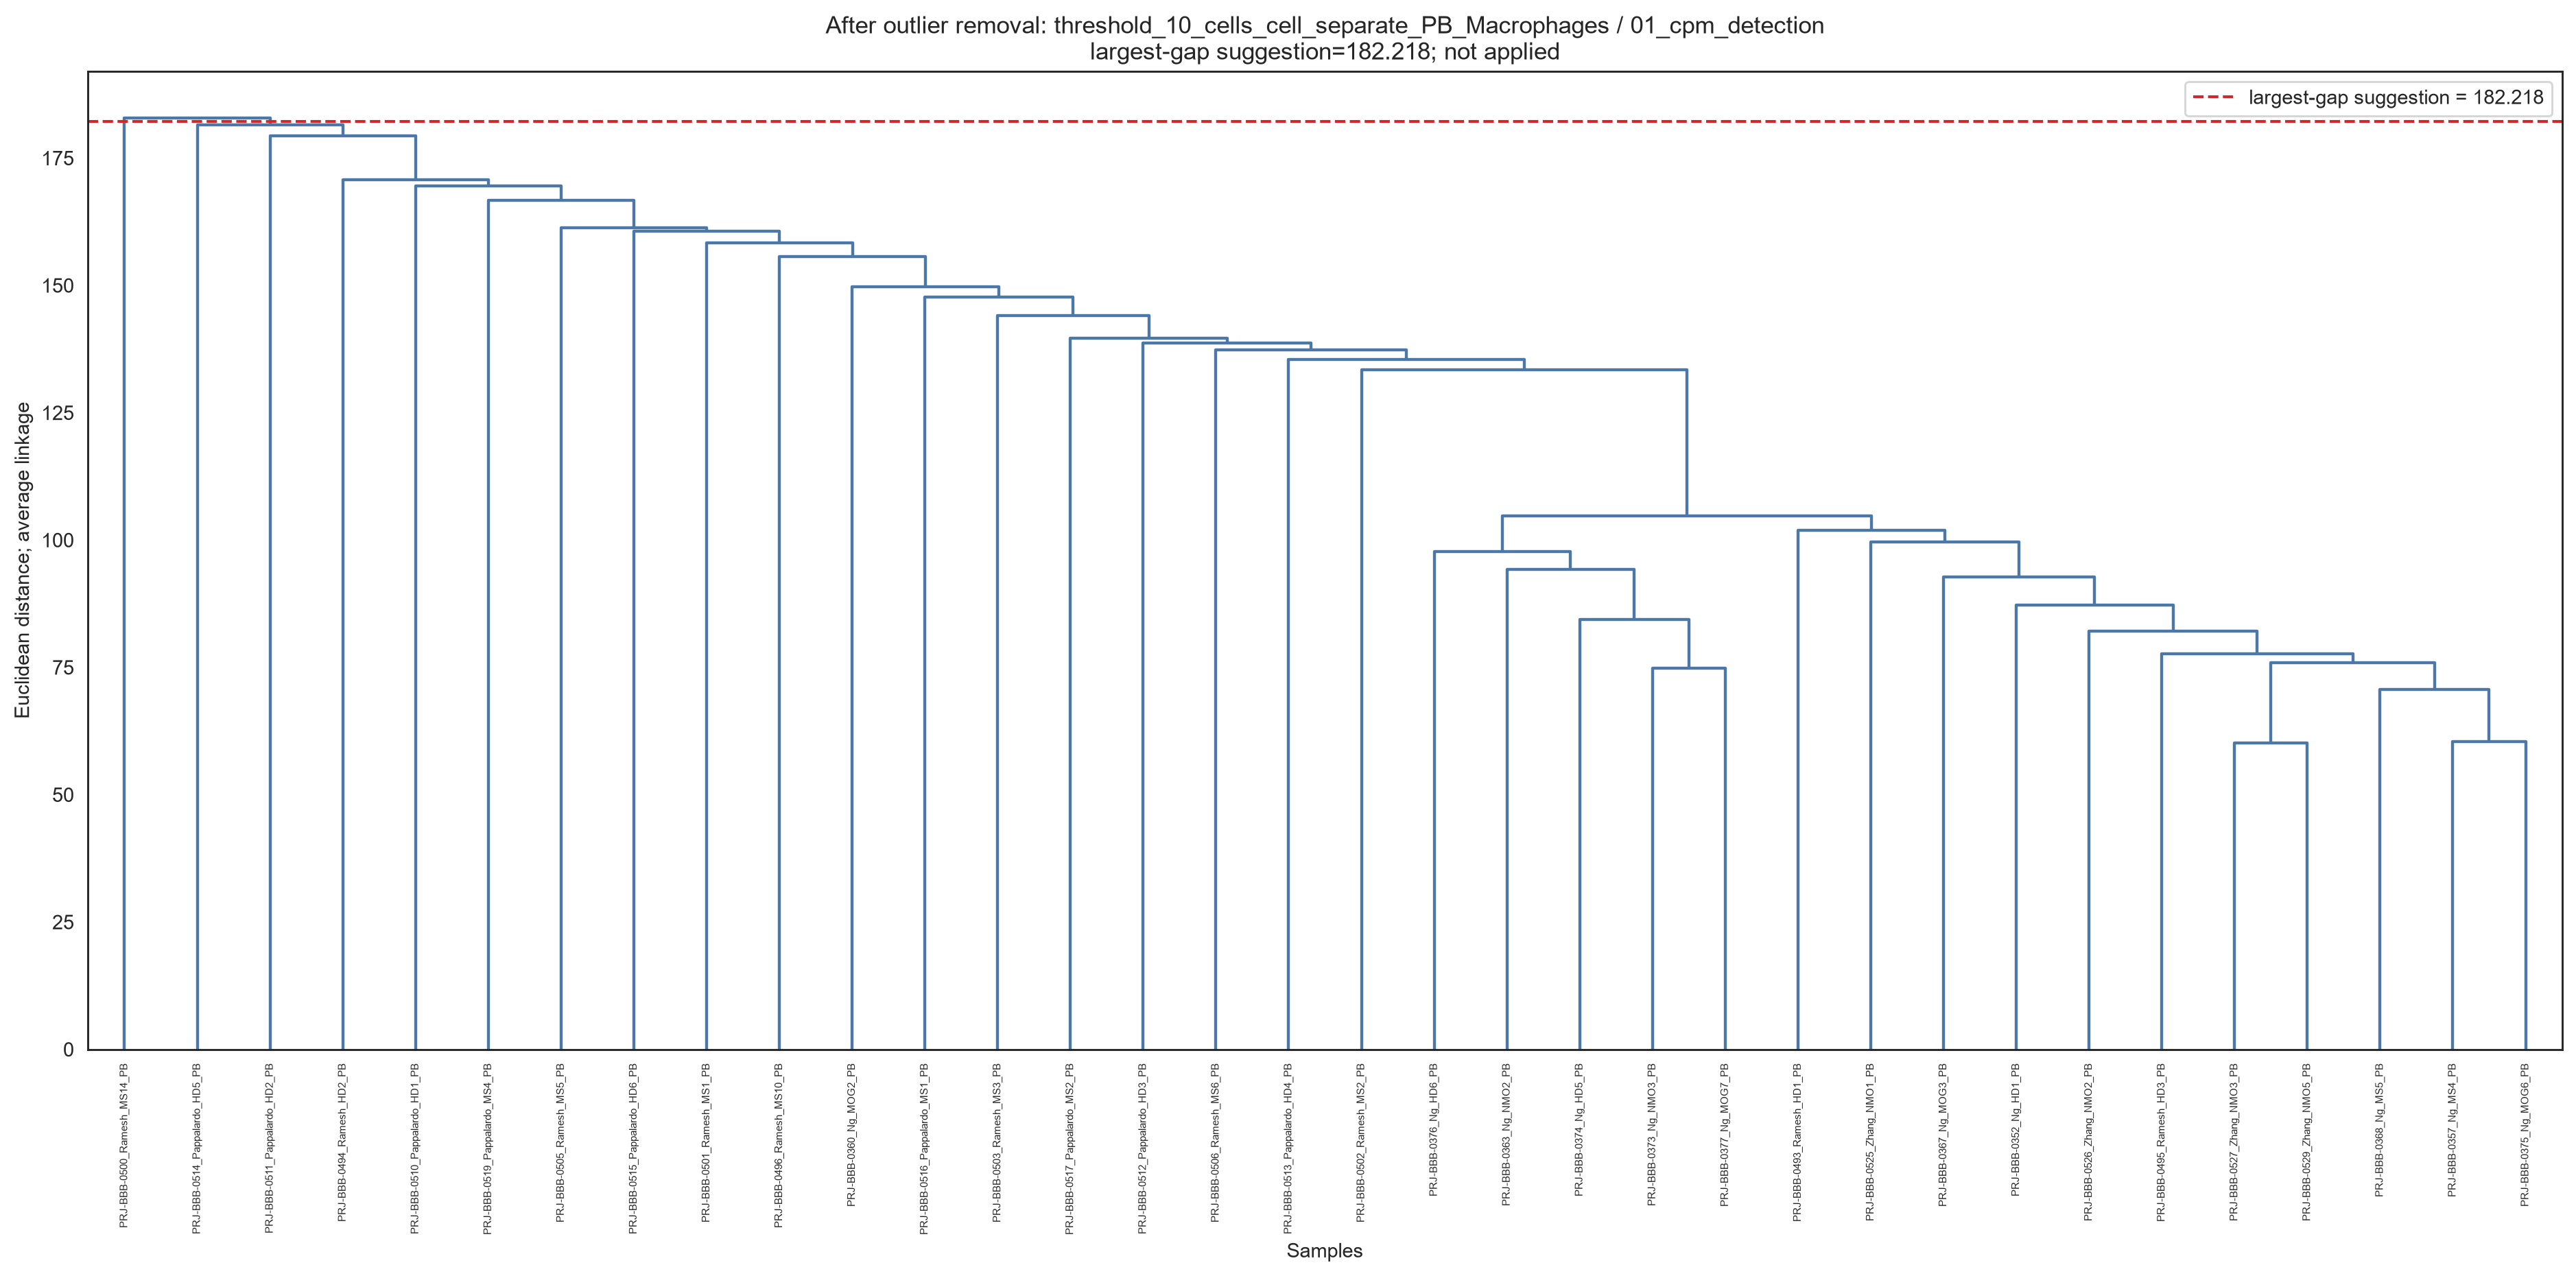 After outlier removal: threshold_10_cells_cell_separate_PB_Macrophages / 01_cpm_detection
largest-gap suggestion=182.218; not applied
largest-gap suggestion = 182.218
Euclidean distance; average linkage
175
150
125
100
75
50
25
0
PRJ-BBB-0500_Ramesh_MS14_PB
PRJ-BBB-0514_Pappalardo_HD5_PB
PRJ-BBB-0511_Pappalardo_HD2_PB
PRJ-BBB-0494_Ramesh_HD2_PB
PRJ-BBB-0510_Pappalardo_HD1_PB
PRJ-BBB-0519_Pappalardo_MS4_PB
PRJ-BBB-0505_Ramesh_MS5_PB
PRJ-BBB-0515_Pappalardo_HD6_PB
PRJ-BBB-0501_Ramesh_MS1_PB
PRJ-BBB-0496_Ramesh_MS10_PB
PRJ-BBB-0360_Ng_MOG2_PB
PRJ-BBB-0516_Pappalardo_MS1_PB
PRJ-BBB-0503_Ramesh_MS3_PB
PRJ-BBB-0517_Pappalardo_MS2_PB
PRJ-BBB-0512_Pappalardo_HD3_PB
PRJ-BBB-0506_Ramesh_MS6_PB
PRJ-BBB-0513_Pappalardo_HD4_PB
PRJ-BBB-0502_Ramesh_MS2_PB
PRJ-BBB-0376_Ng_HD6_PB
PRJ-BBB-0363_Ng_NMO2_PB
PRJ-BBB-0374_Ng_HD5_PB
PRJ-BBB-0373_Ng_NMO3_PB
PRJ-BBB-0377_Ng_MOG7_PB
PRJ-BBB-0493_Ramesh_HD1_PB
PRJ-BBB-0525_Zhang_NMO1_PB
PRJ-BBB-0367_Ng_MOG3_PB
PRJ-BBB-0352_Ng_HD1_PB
PRJ-BBB-0526_Zhang_NMO2_PB
PRJ-BBB-0495_Ramesh_HD3_PB
PRJ-BBB-0527_Zhang_NMO3_PB
PRJ-BBB-0529_Zhang_NMO5_PB
PRJ-BBB-0368_Ng_MS5_PB
PRJ-BBB-0357_Ng_MS4_PB
PRJ-BBB-0375_Ng_MOG6_PB
Samples